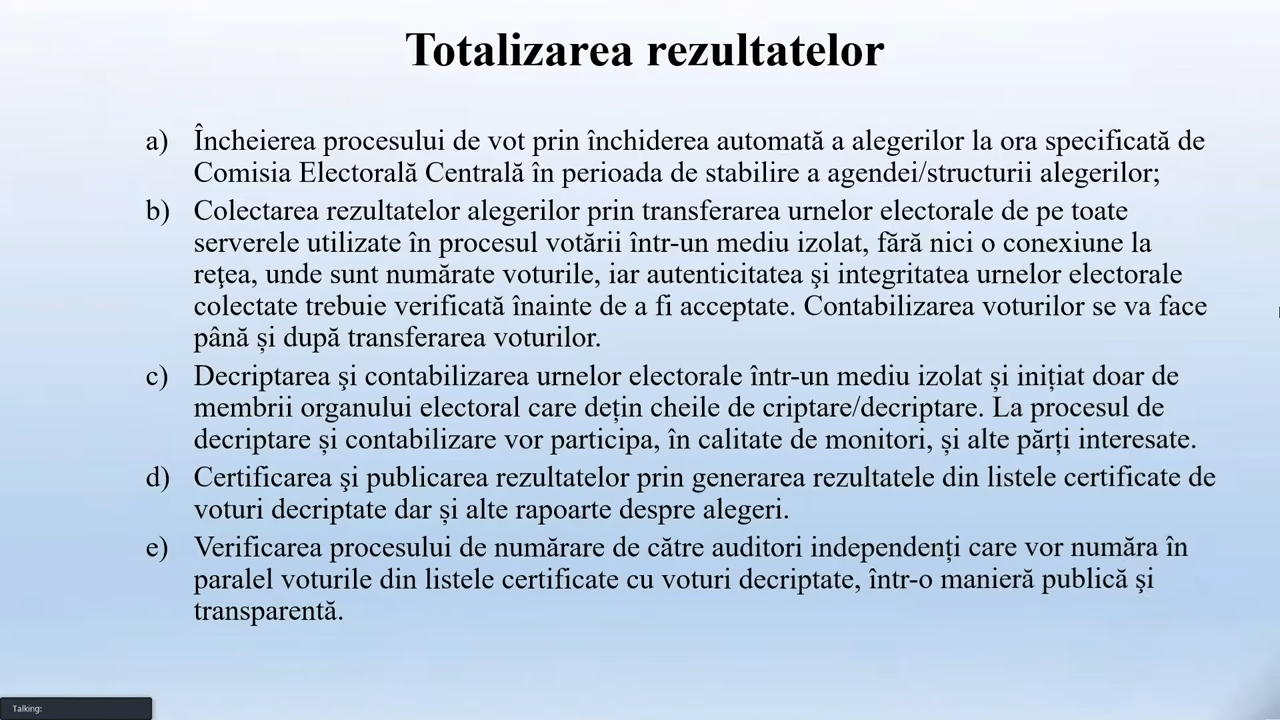 Totalizarea rezultatelor
a) Încheierea procesului de vot prin închiderea automată a alegerilor la ora specificată de
Comisia Electorală Centrală în perioada de stabilire a agendei/structurii alegerilor;
b) Colectarea rezultatelor alegerilor prin transferarea urnelor electorale de pe toate
serverele utilizate în procesul votării într-un mediu izolat, fără nici o conexiune la
reţea, unde sunt numărate voturile, iar autenticitatea şi integritatea urnelor electorale
colectate trebuie verificată înainte de a fi acceptate. Contabilizarea voturilor se va face
până și după transferarea voturilor.
c) Decriptarea şi contabilizarea urnelor electorale într-un mediu izolat și inițiat doar de
membrii organului electoral care dețin cheile de criptare/decriptare. La procesul de
decriptare și contabilizare vor participa, în calitate de monitori, și alte părți interesate.
d) Certificarea şi publicarea rezultatelor prin generarea rezultatele din listele certificate de
voturi decriptate dar și alte rapoarte despre alegeri.
e) Verificarea procesului de numărare de către auditori independenți care vor număra în
paralel voturile din listele certificate cu voturi decriptate, într-o manieră publică şi
transparentă.
Talking: